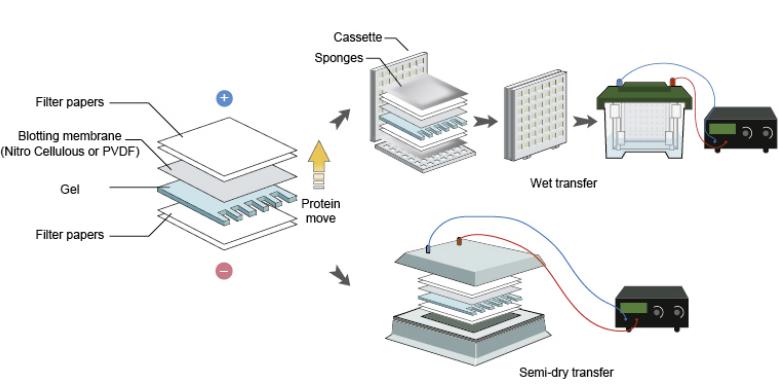 Cassette
Sponges
+
Filter papers
Blotting membrane
(Nitro Cellulous or PVDF)
Gel
Protein
move
Filter papers
−
Wet transfer
Semi-dry transfer